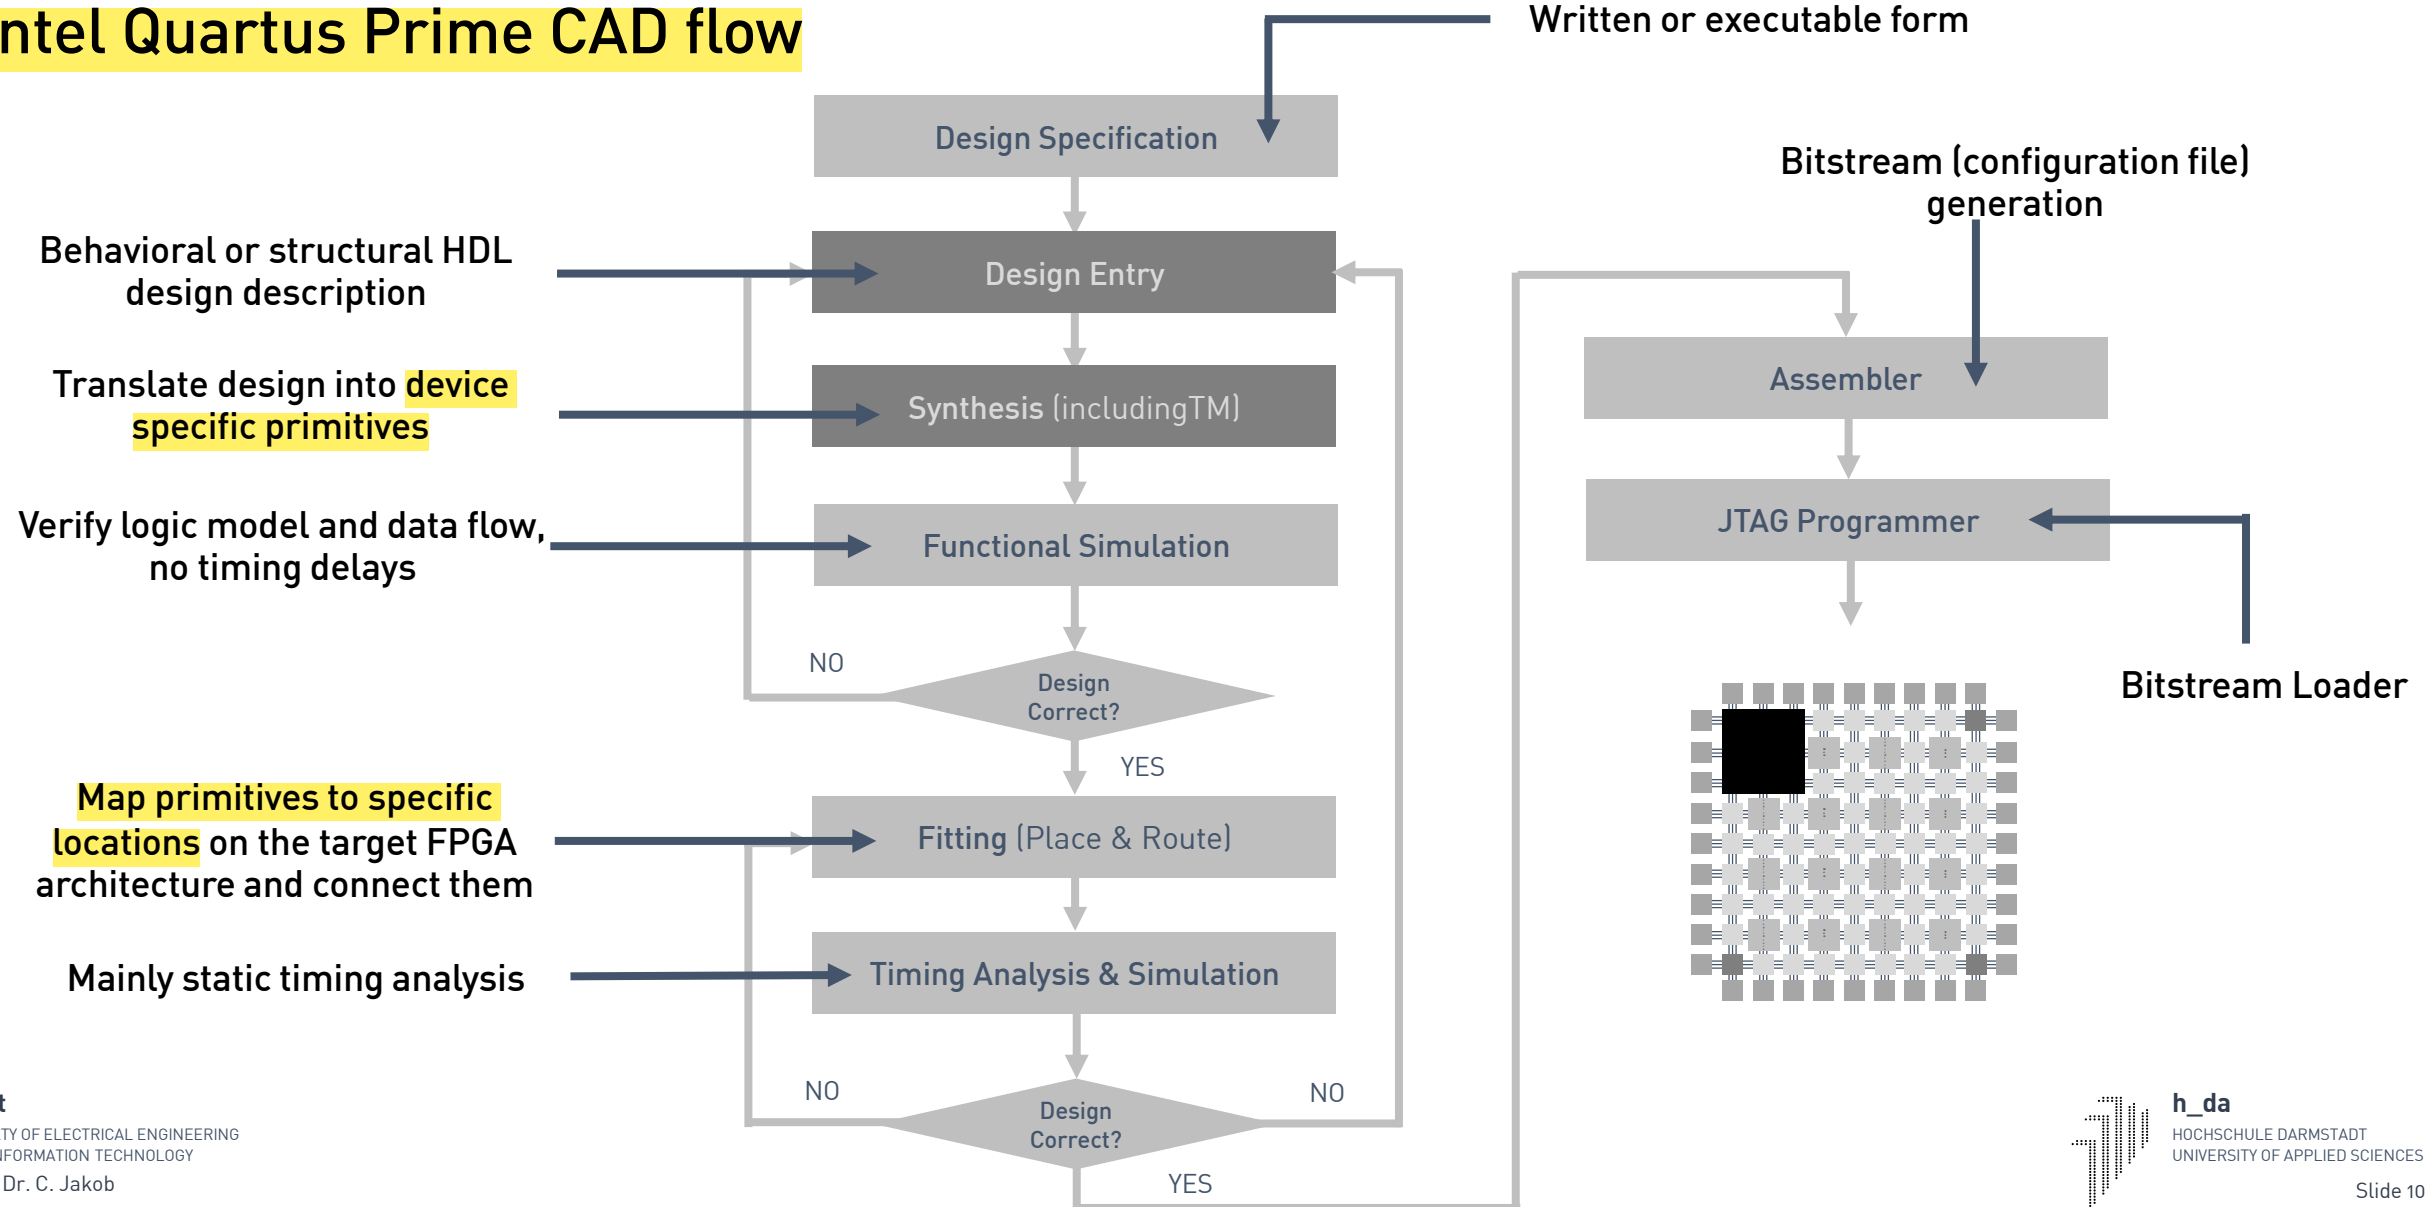 ntel Quartus Prime CAD flow
Written or executable form
Design Specification
Bitstream (configuration file)
generation
Behavioral or structural HDL
design description
Design Entry
Translate design into device
specific primitives
Synthesis (includingTM)
Assembler
Verify logic model and data flow,
no timing delays
Functional Simulation
JTAG Programmer
NO
Design
Correct?
Bitstream Loader
YES
Map primitives to specific
locations on the target FPGA
architecture and connect them
Fitting (Place & Route)
Mainly static timing analysis
Timing Analysis & Simulation
NO
Design
Correct?
NO
YES
t
TY OF ELECTRICAL ENGINEERING
NFORMATION TECHNOLOGY
Dr. C. Jakob
h_da
HOCHSCHULE DARMSTADT
UNIVERSITY OF APPLIED SCIENCES
Slide 10